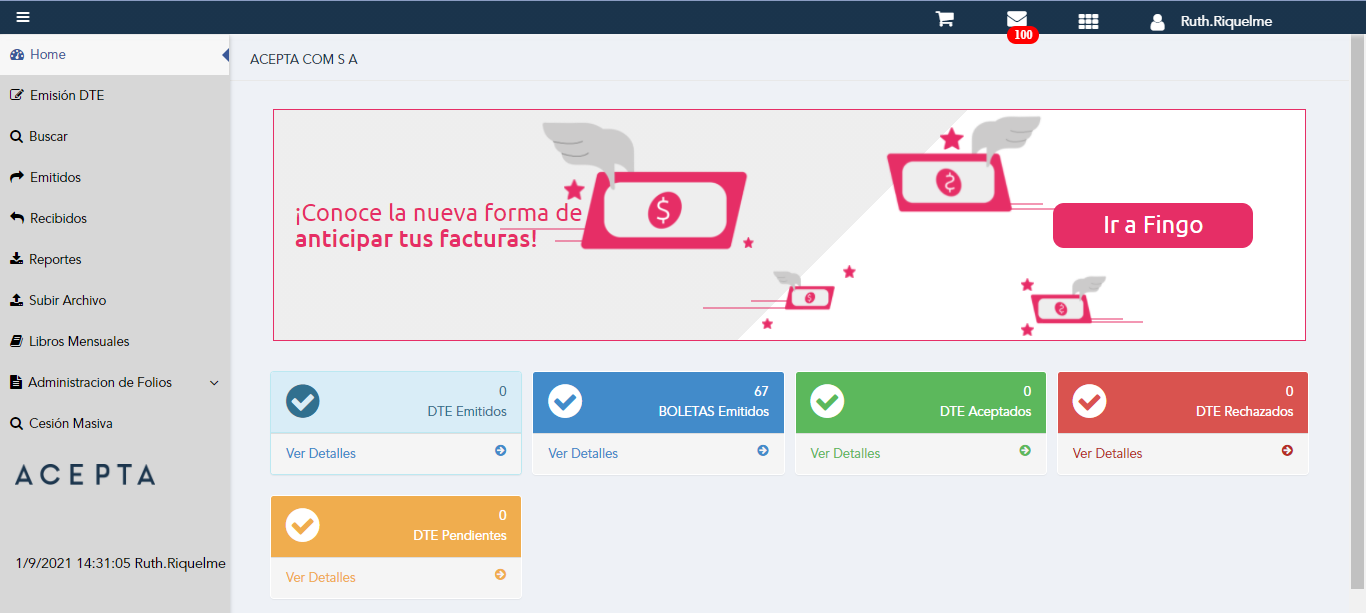 100
Ruth.Riquelme
Home
Emisión DTE
Buscar
Emitidos
Recibidos
Reportes
Subir Archivo
Libros Mensuales
Administracion de Folios
Cesión Masiva
ACEPTA
1/9/2021 14:31:05 Ruth.Riquelme
ACEPTA COM S A
¡Conoce la nueva forma de
anticipar tus facturas!
Ir a Fingo
0
DTE Emitidos
Ver Detalles
67
BOLETAS Emitidos
Ver Detalles
0
DTE Aceptados
Ver Detalles
0
DTE Rechazados
Ver Detalles
0
DTE Pendientes
Ver Detalles